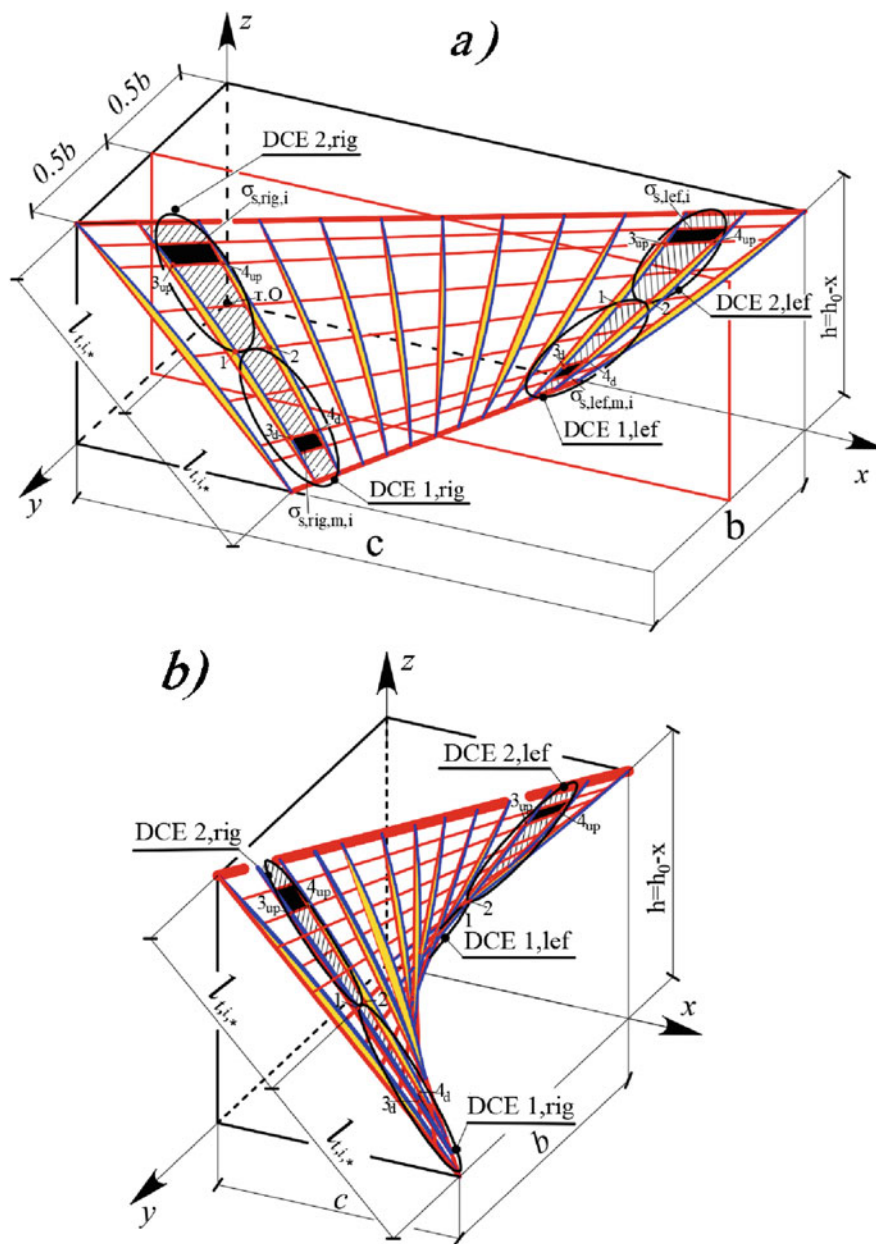 a)
z
0.5b
0.5b
DCE 2,rig
σs,rig,i
σs,lef,i
3up
4up
3up
4up
т.О
1
2
1
2
DCE 2,lef
h=h0-x
lt,i,*
3d
4d
3d
4d
σs,lef,m,i
DCE 1,lef
lt,i,*
y
x
DCE 1,rig
σs,rig,m,i
b
c
b)
z
DCE 2,lef
3up
4up
DCE 2,rig
4up
3up
h=h0-x
1
2
DCE 1,lef
lt,i,*
1
2
x
3d
4d
DCE 1,rig
lt,i,*
b
y
c